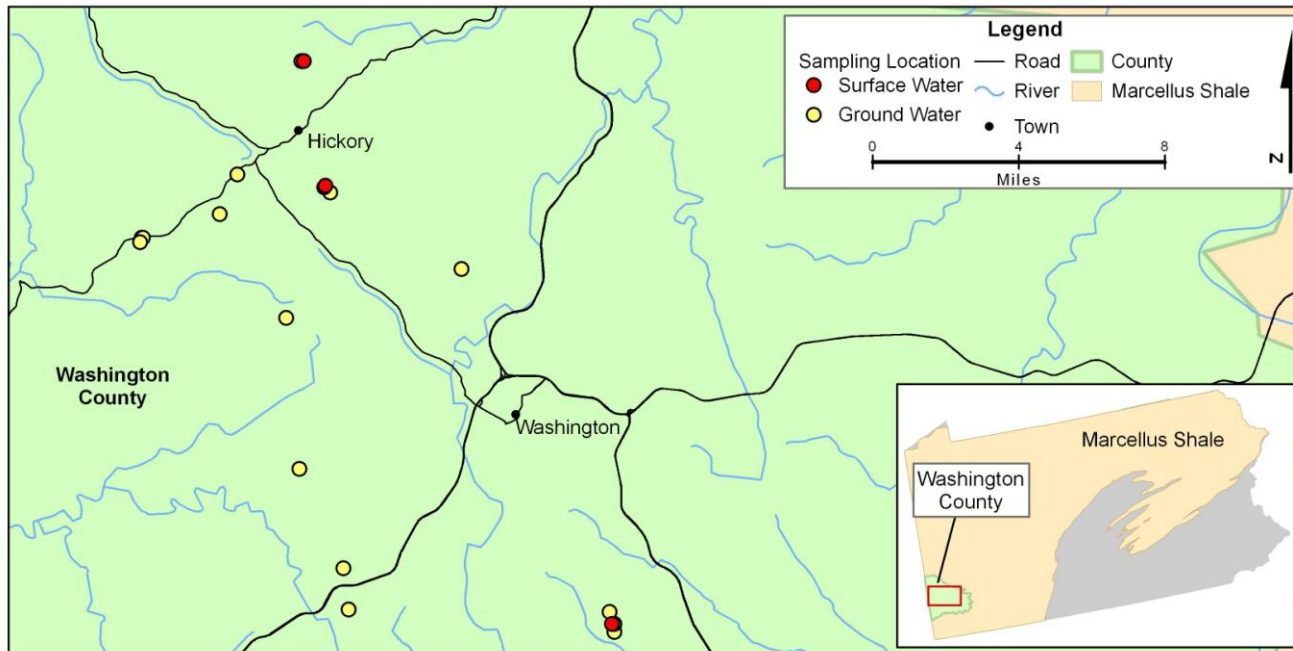 Legend
Sampling Location
Surface Water
Ground Water
Road
River
Town
County
Marcellus Shale
0 4 8
Miles
N
Hickory
Washington
County
Washington
Marcellus Shale
Washington
County